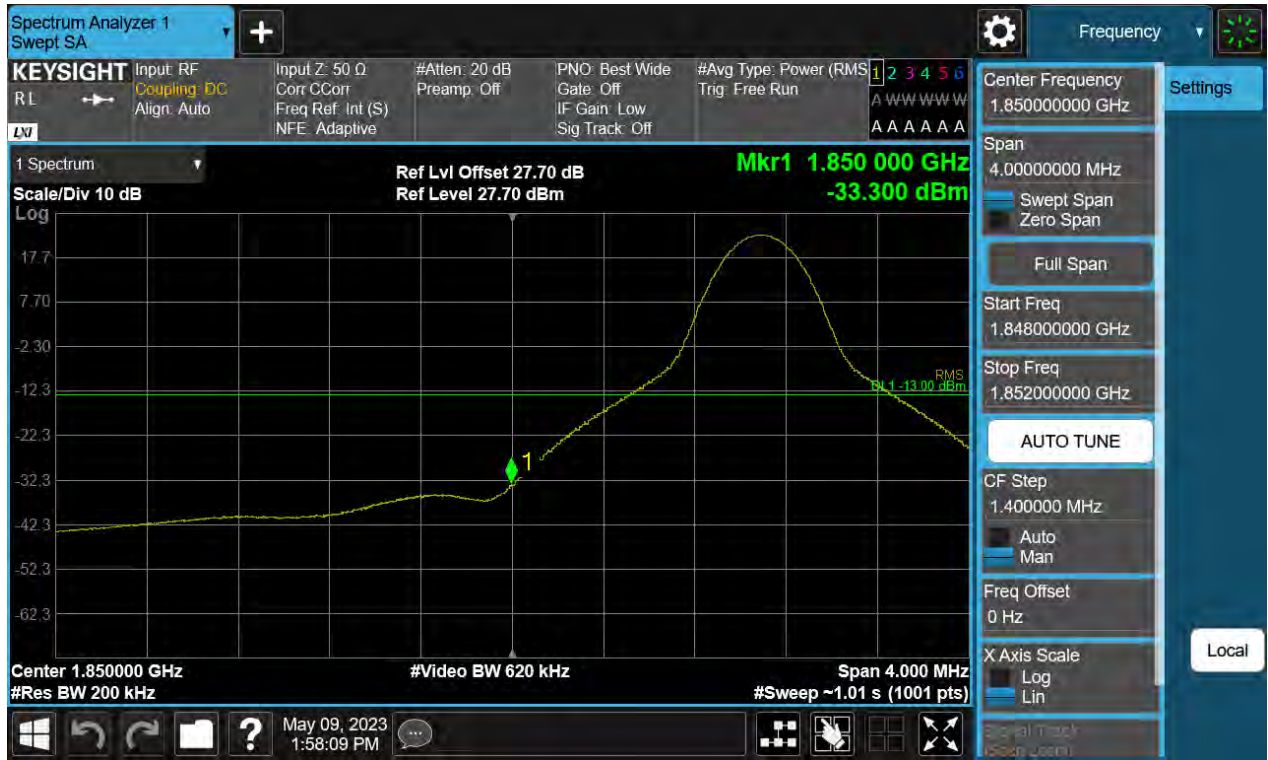 Spectrum Analyzer 1
Swept SA
Frequency
KEYSIGHT
RL
LXI
Input: RF
Coupling: DC
Align: Auto
Input Z: 50 Ω
Corr CCorr
Freq Ref: Int (S)
NFE: Adaptive
#Atten: 20 dB
Preamp: Off
PNO: Best Wide
Gate: Off
IF Gain: Low
Sig Track: Off
#Avg Type: Power (RMS
Trig: Free Run
1 2 3 4 5 6
A W W W W W
A A A A A A
1 Spectrum
Scale/Div 10 dB
Log
Ref Lvl Offset 27.70 dB
Ref Level 27.70 dBm
Mkr1 1.850 000 GHz
-33.300 dBm
17.7
7.70
-2.30
-12.3
-22.3
-32.3
-42.3
-52.3
-62.3
RMS
DL1 -13.00 dBm
1
Center 1.850000 GHz
#Res BW 200 kHz
#Video BW 620 kHz
Span 4.000 MHz
#Sweep ~1.01 s (1001 pts)
Center Frequency
1.850000000 GHz
Span
4.00000000 MHz
Swept Span
Zero Span
Full Span
Start Freq
1.848000000 GHz
Stop Freq
1.852000000 GHz
AUTO TUNE
CF Step
1.400000 MHz
Auto
Man
Freq Offset
0 Hz
X Axis Scale
Log
Lin
Signal Track
(Span Zoom)
Settings
Local
?
May 09, 2023
1:58:09 PM